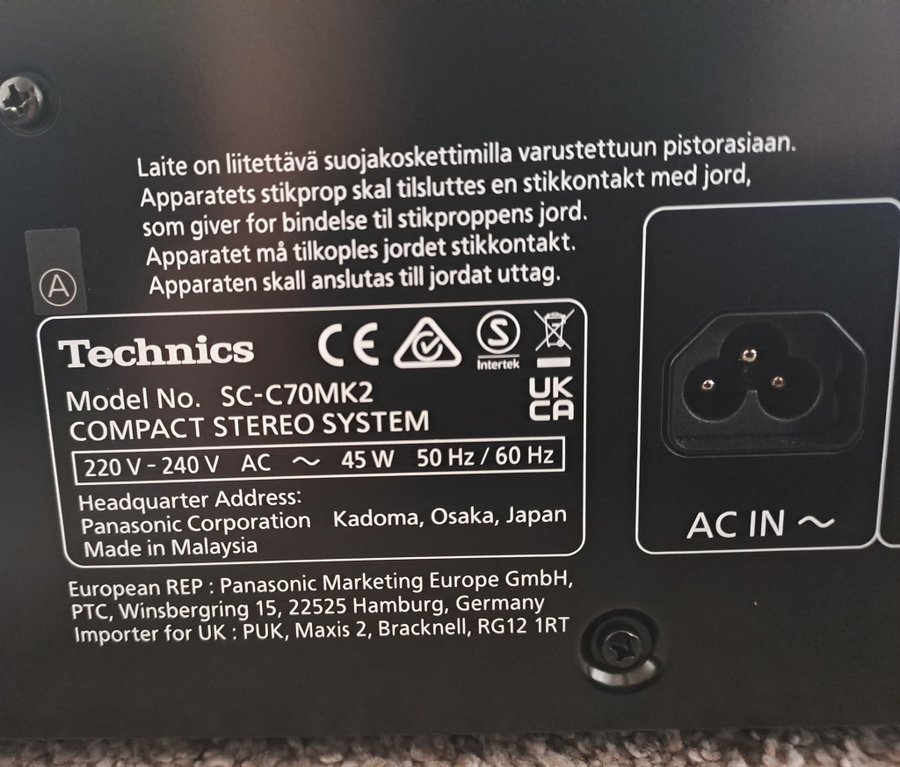 Laite on liitettävä suojakoskettimilla varustettuun pistorasiaan.
Apparatets stikprop skal tilsluttes en stikkontakt med jord,
som giver for bindelse til stikproppens jord.
Apparatet må tilkoples jordet stikkontakt.
Apparaten skall anslutas till jordat uttag.
A
Technics
CE
S
Intertek
Model No. SC-C70MK2
UK
CA
COMPACT STEREO SYSTEM
220 V - 240 V AC ~ 45 W 50 Hz / 60 Hz
Headquarter Address:
Panasonic Corporation Kadoma, Osaka, Japan
Made in Malaysia
AC IN ~
European REP : Panasonic Marketing Europe GmbH,
PTC, Winsbergring 15, 22525 Hamburg, Germany
Importer for UK : PUK, Maxis 2, Bracknell, RG12 1RT